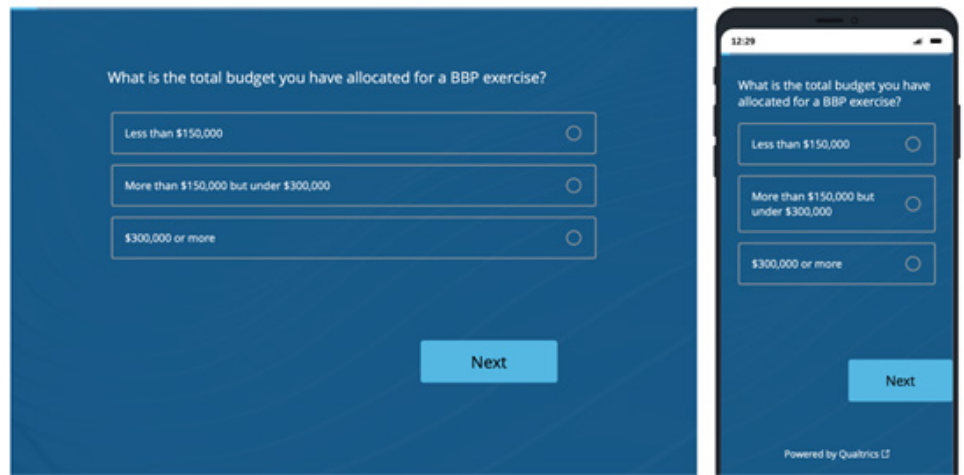 What is the total budget you have allocated for a BBP exercise?
Less than $150,000
More than $150,000 but under $300,000
$300,000 or more
Next
12:29
What is the total budget you have
allocated for a BBP exercise?
Less than $150,000
More than $150,000 but
under $300,000
$300,000 or more
Next
Powered by Qualtrics